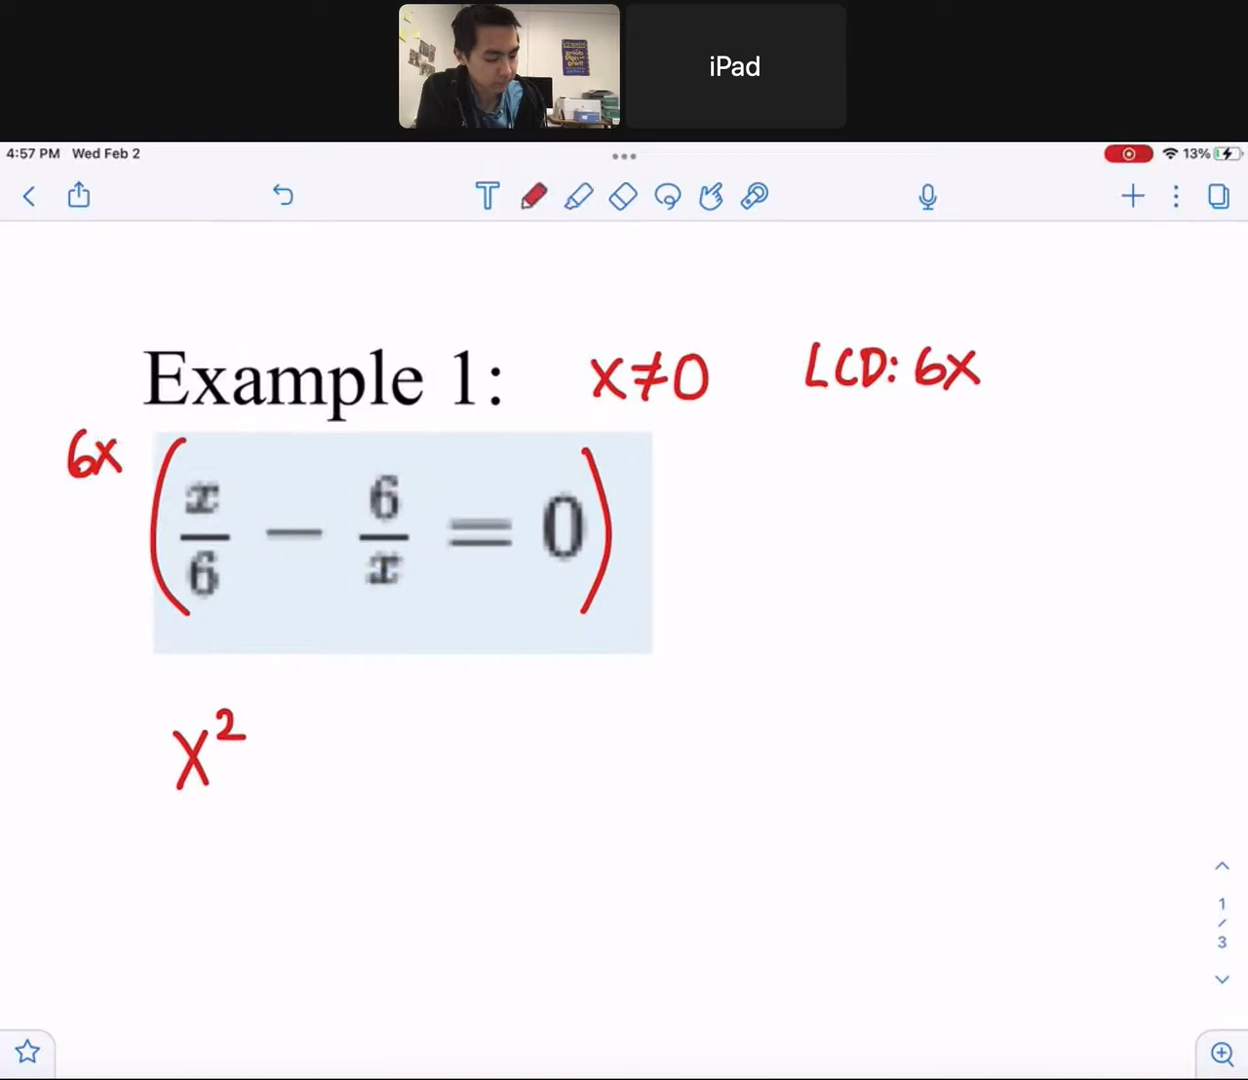 iPad
4:57 PM Wed Feb 2
13%
T
Example 1: x≠0 LCD: 6x
6x (x/6 − 6/x = 0)
x²
1
/
3